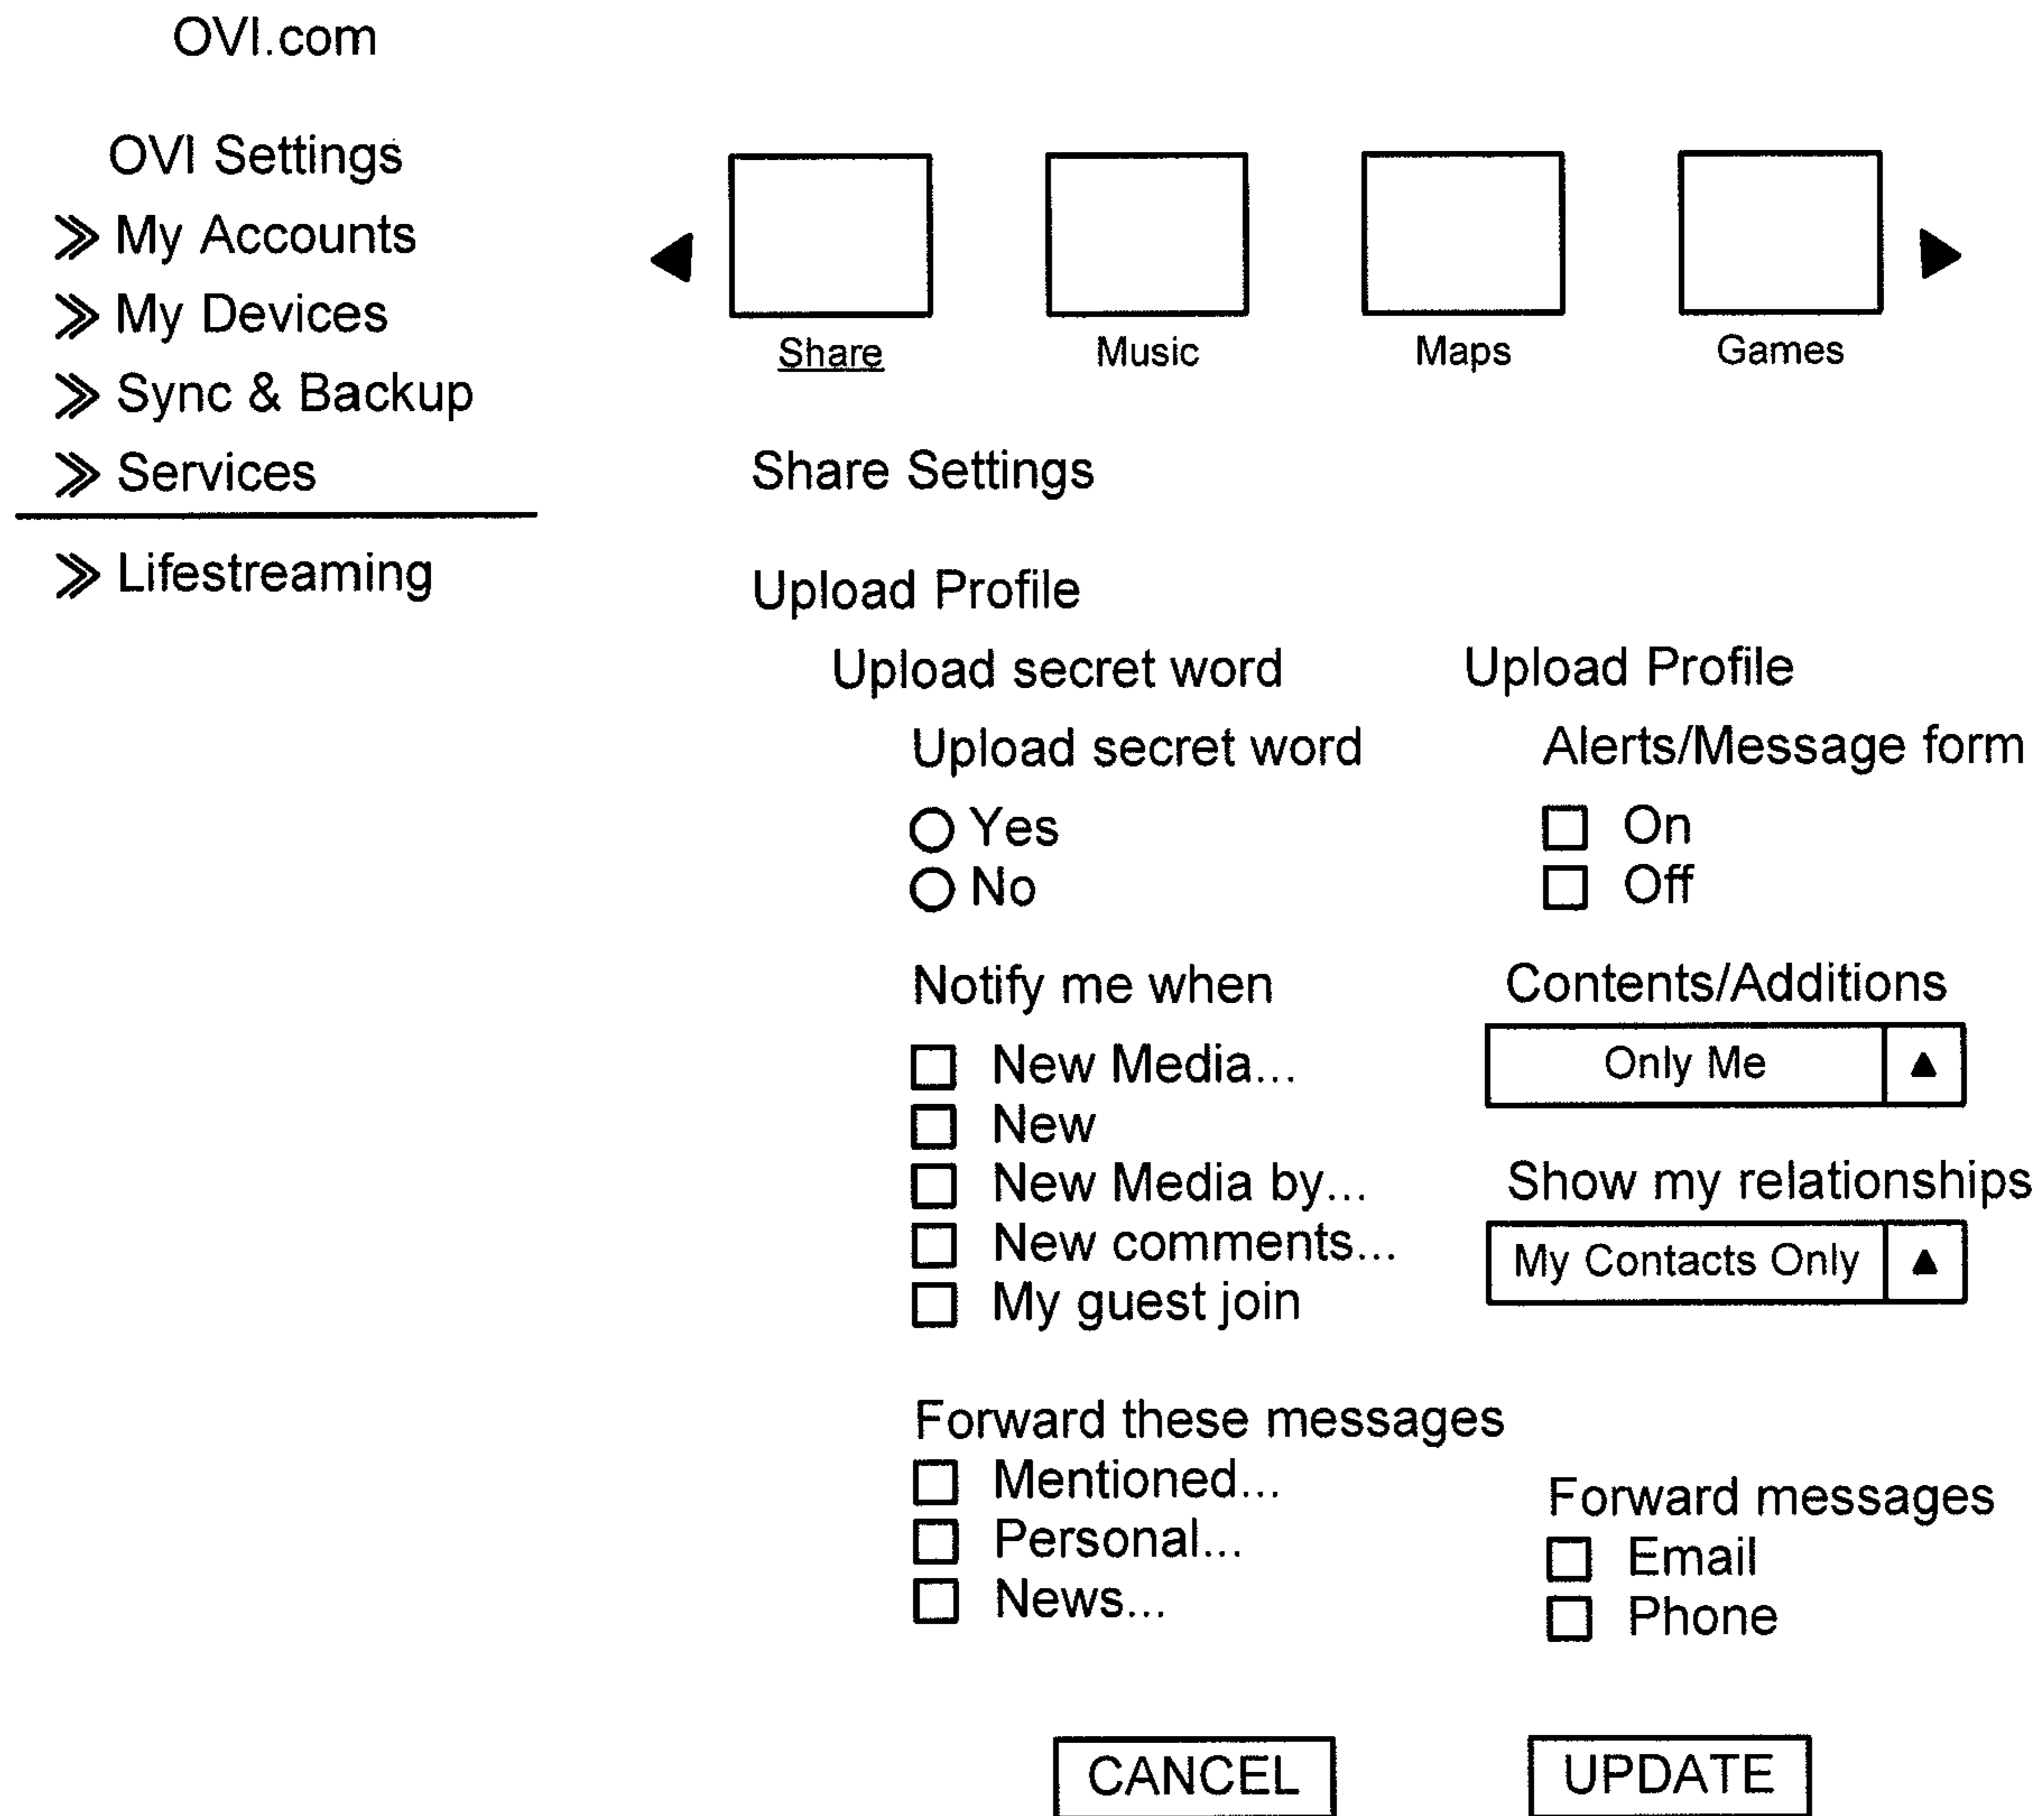 OVI.com
OVI Settings
My Accounts
My Devices
Sync & Backup
Services
Lifestreaming
Share Music Maps Games
Share Settings
Upload Profile
Upload secret word
Upload secret word
Yes
No
Notify me when
New Media...
New
New Media by...
New comments...
My guest join
Forward these messages
Mentioned...
Personal...
News...
Upload Profile
Alerts/Message form
On
Off
Contents/Additions
Only Me
Show my relationships
My Contacts Only
Forward messages
Email
Phone
CANCEL UPDATE